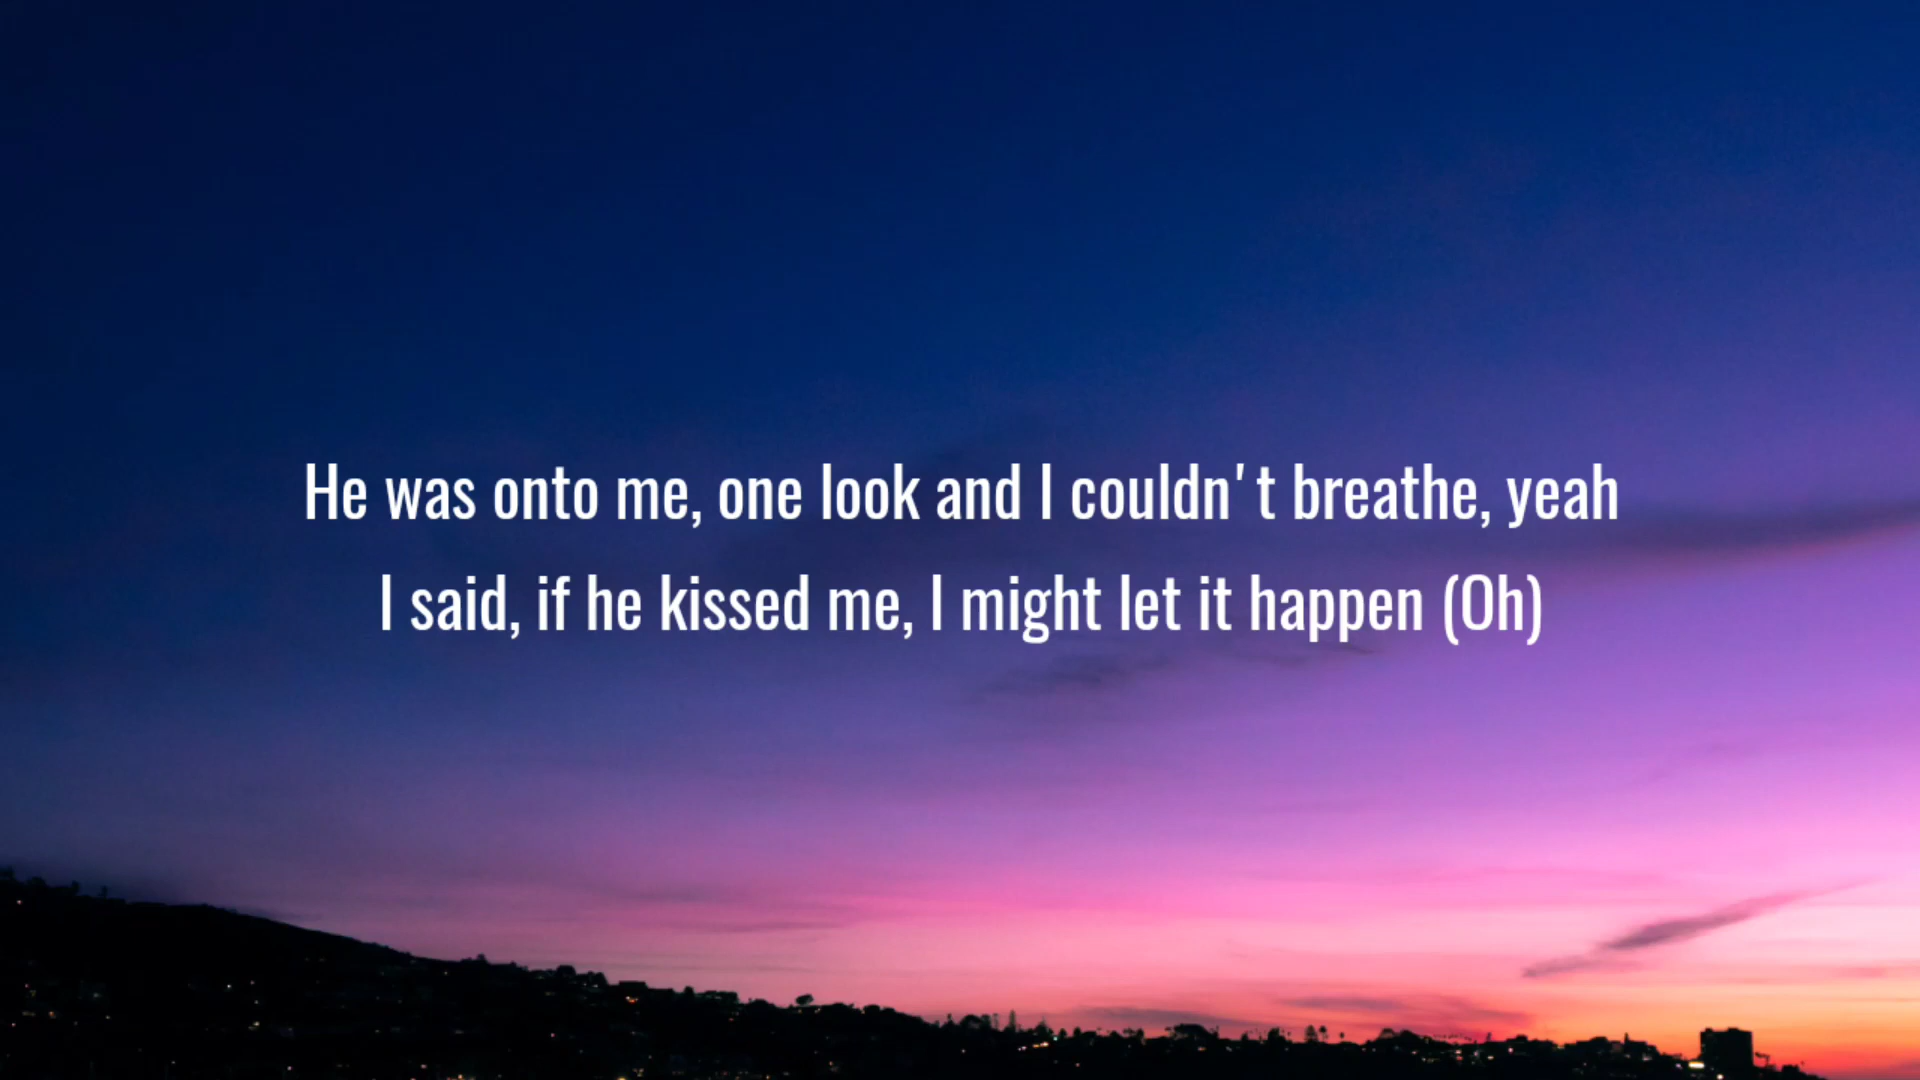 He was onto me, one look and I couldn't breathe, yeah
I said, if he kissed me, I might let it happen (Oh)